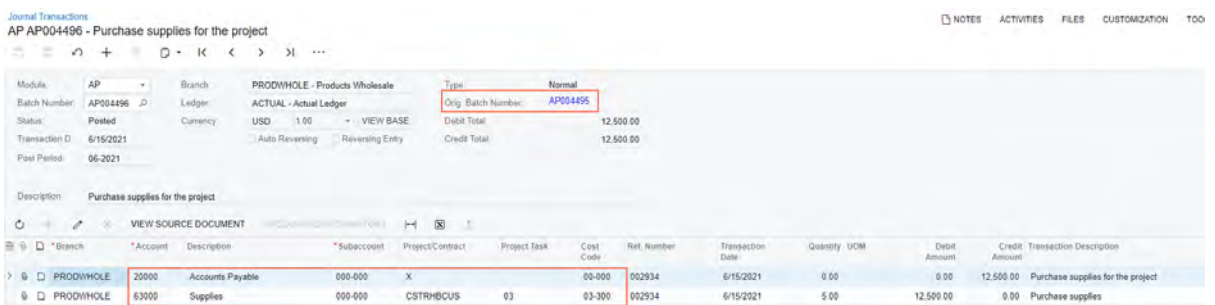 Journal Transactions
AP AP004496 - Purchase supplies for the project
NOTES ACTIVITIES FILES CUSTOMIZATION TOO
Module: AP Branch: PRODWHOLE - Products Wholesale Type: Normal
Batch Number: AP004496 Ledger: ACTUAL - Actual Ledger Orig. Batch Number: AP004495
Status: Posted Currency: USD 1.00 VIEW BASE Debit Total: 12,500.00
Transaction D 6/15/2021 Auto Reversing Reversing Entry Credit Total: 12,500.00
Post Period: 06-2021
Description: Purchase supplies for the project
VIEW SOURCE DOCUMENT
*Branch *Account Description *Subaccount Project/Contract Project Task Cost Code Ref. Number Transaction Date Quantity UOM Debit Amount Credit Amount Transaction Description
PRODWHOLE 20000 Accounts Payable 000-000 X 00-000 002934 6/15/2021 0.00 0.00 12,500.00 Purchase supplies for the project
PRODWHOLE 63000 Supplies 000-000 CSTRHBCUS 03 03-300 002934 6/15/2021 5.00 12,500.00 0.00 Purchase supplies